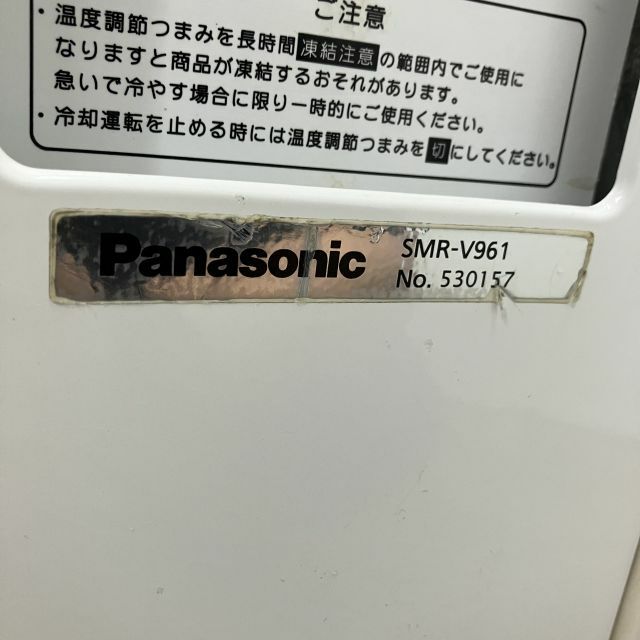 ご注意
・温度調節つまみを長時間凍結注意の範囲内でご使用に
なりますと商品が凍結するおそれがあります。
急いで冷やす場合に限り一時的にご使用ください。
・冷却運転を止める時には温度調節つまみを切にしてください。
Panasonic
SMR-V961
No. 530157